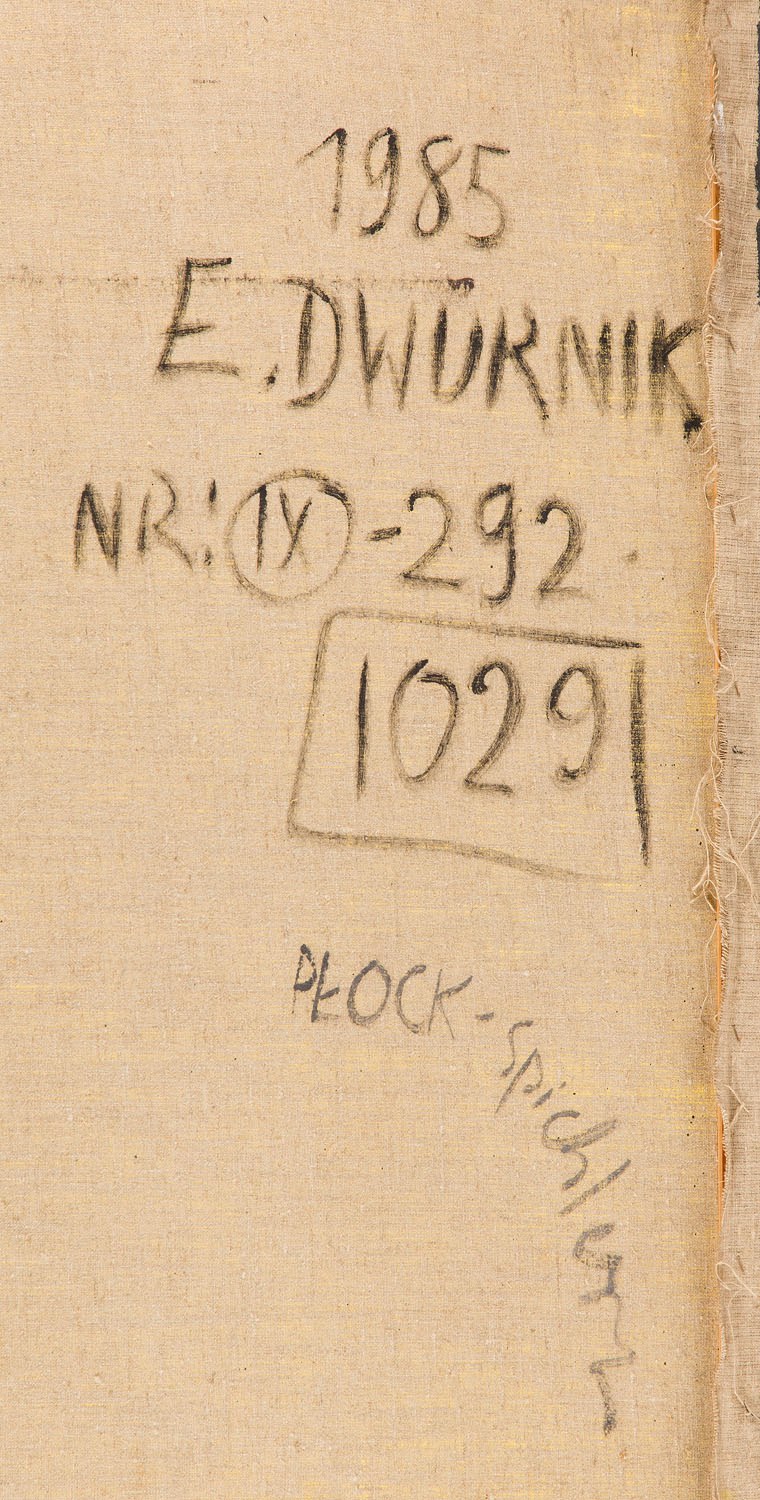 1985
E. DWURNIK
NR: IX - 292.
1029
PŁOCK - Spichlerz